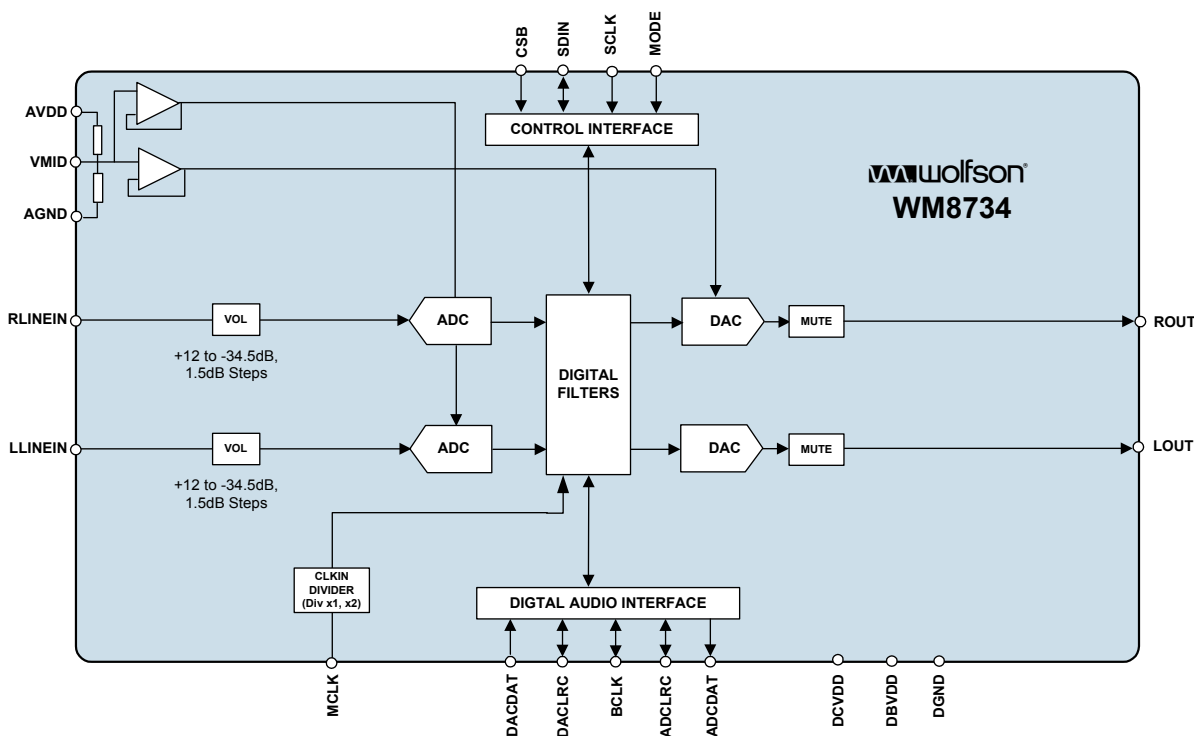 CSB
SDIN
SCLK
MODE
AVDD
VMID
AGND
CONTROL INTERFACE
wolfson®
WM8734
RLINEIN
VOL
+12 to -34.5dB,
1.5dB Steps
ADC
DIGITAL
FILTERS
DAC
MUTE
ROUT
LLINEIN
VOL
+12 to -34.5dB,
1.5dB Steps
ADC
DAC
MUTE
LOUT
CLKIN
DIVIDER
(Div x1, x2)
DIGTAL AUDIO INTERFACE
MCLK
DACDAT
DACLRC
BCLK
ADCLRC
ADCDAT
DCVDD
DBVDD
DGND